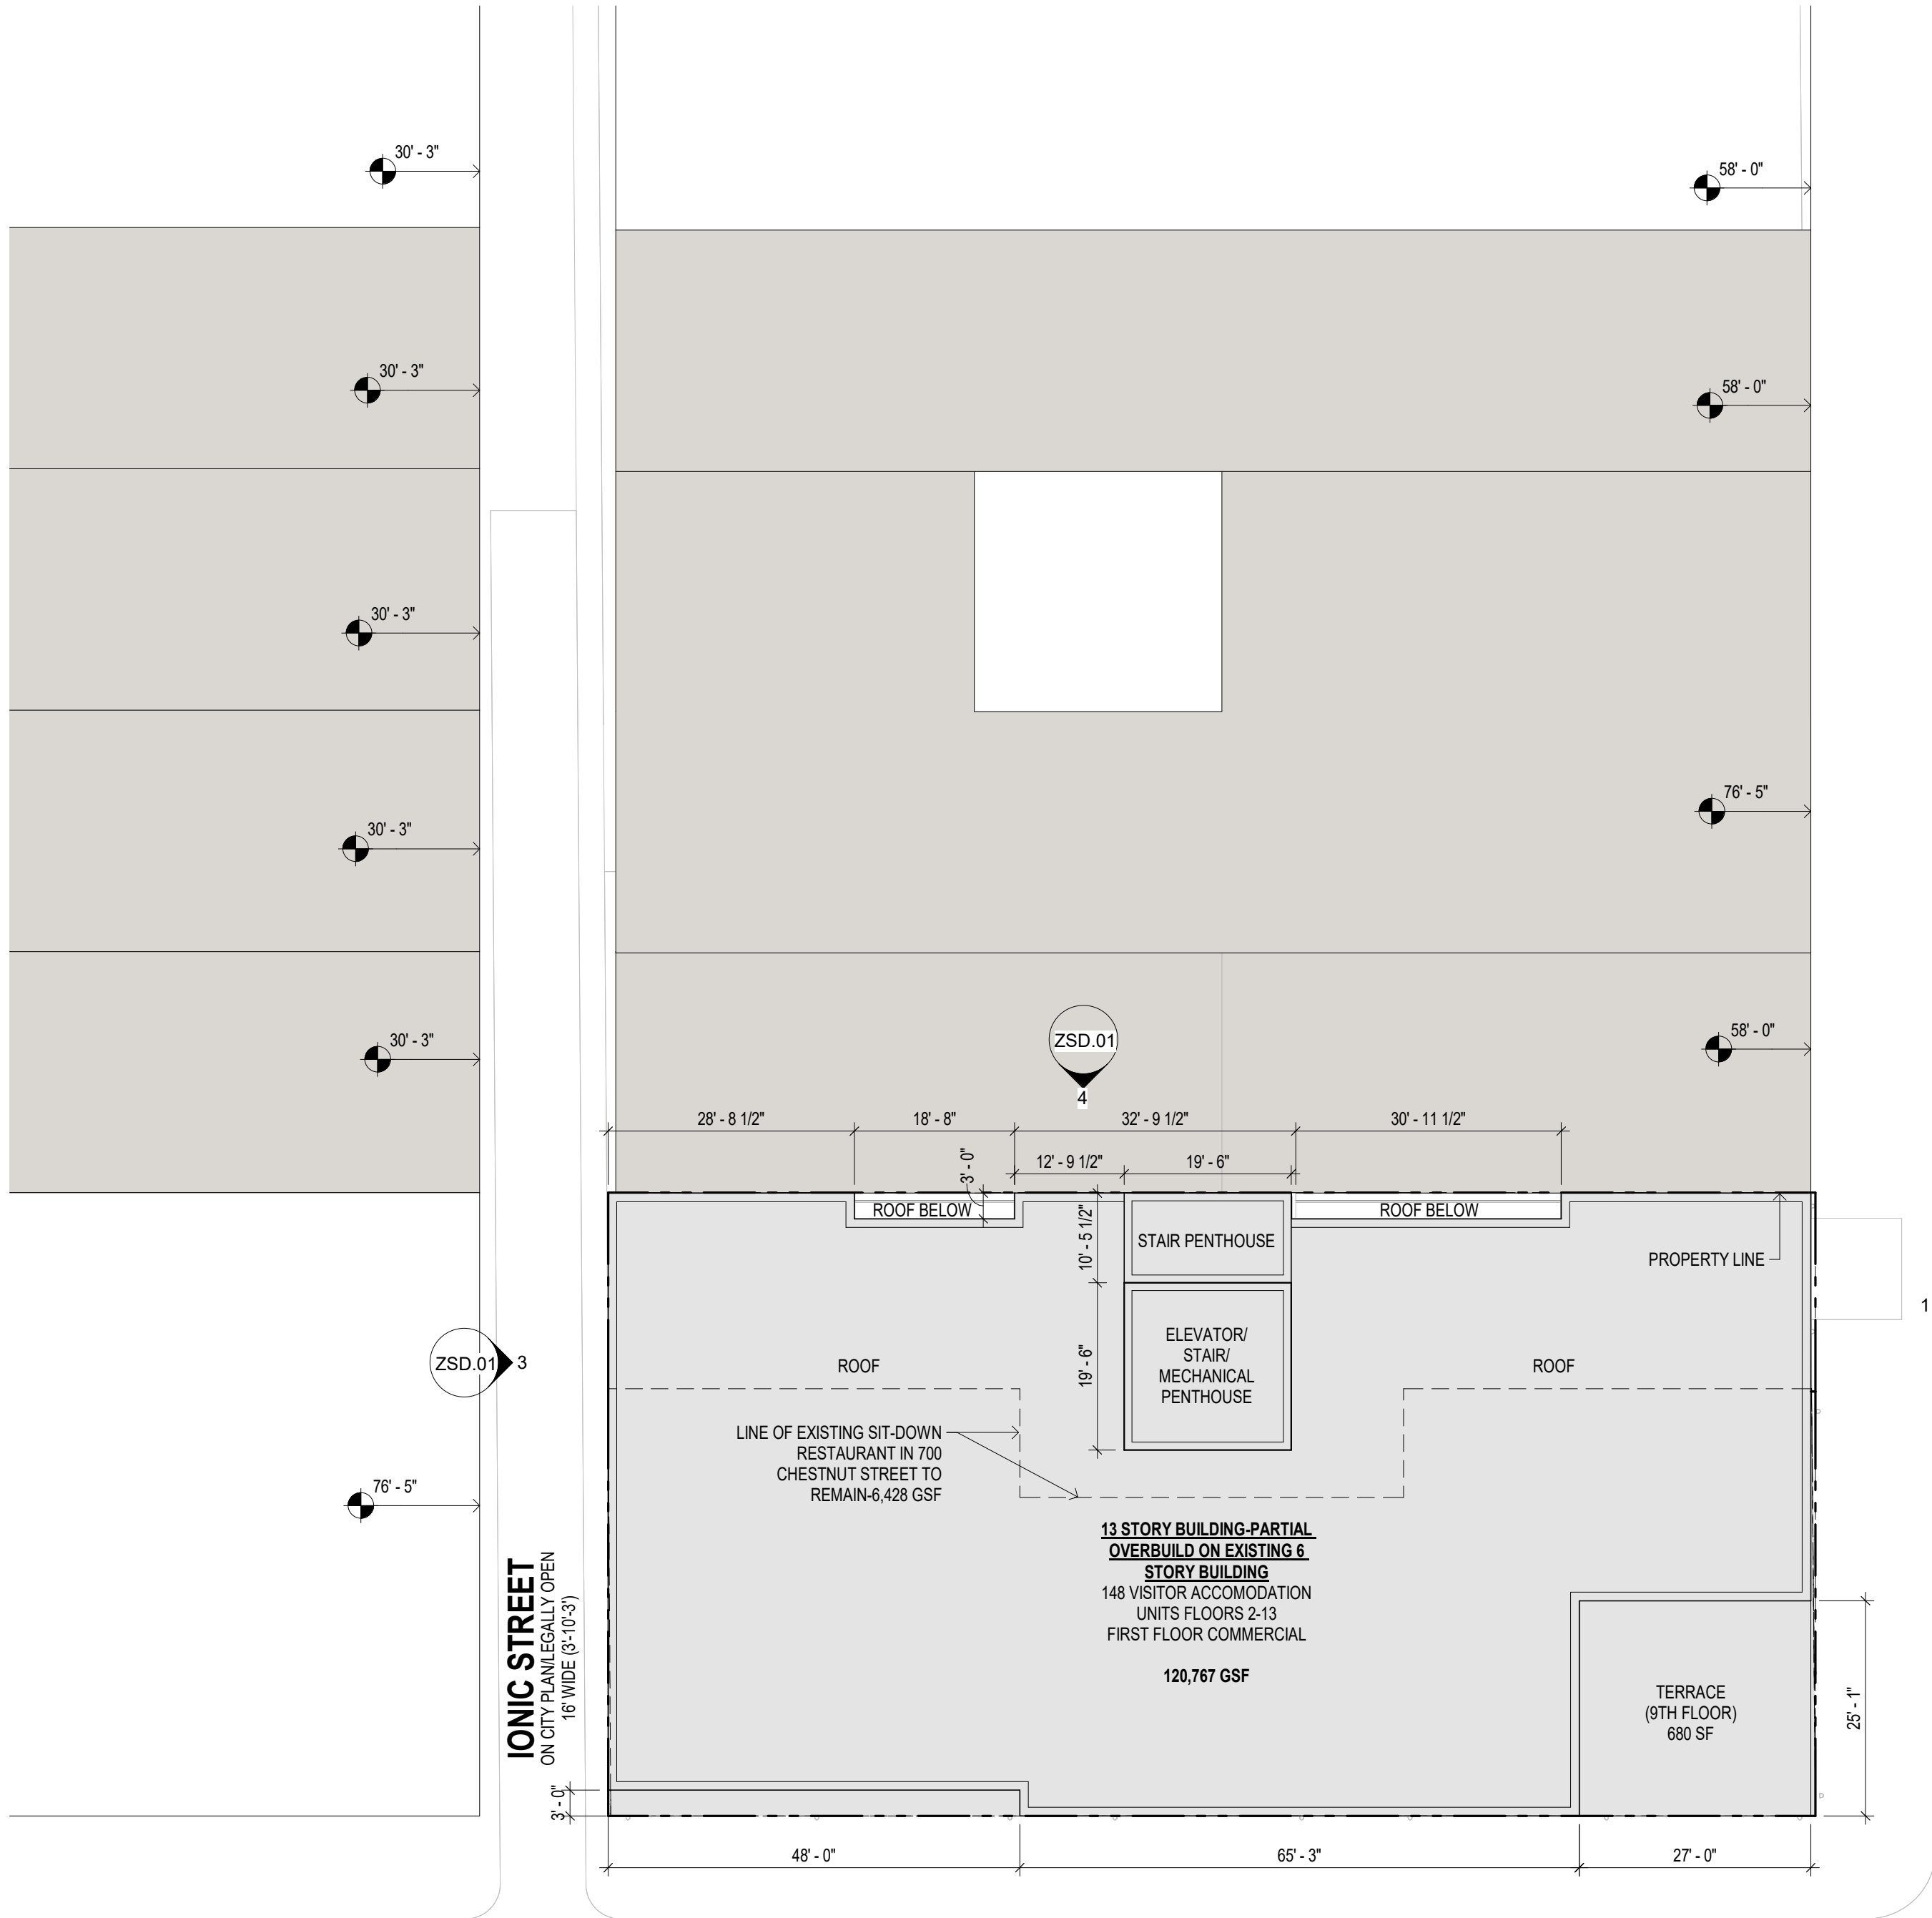 30' - 3"
58' - 0"
30' - 3"
58' - 0"
30' - 3"
76' - 5"
30' - 3"
30' - 3"
58' - 0"
ZSD.01
4
28' - 8 1/2"
18' - 8"
32' - 9 1/2"
30' - 11 1/2"
3' - 0"
12' - 9 1/2"
19' - 6"
ROOF BELOW
ROOF BELOW
10' - 5 1/2"
STAIR PENTHOUSE
PROPERTY LINE
1
ZSD.01
3
ROOF
19' - 6"
ELEVATOR/
STAIR/
MECHANICAL
PENTHOUSE
ROOF
LINE OF EXISTING SIT-DOWN
RESTAURANT IN 700
CHESTNUT STREET TO
REMAIN-6,428 GSF
76' - 5"
13 STORY BUILDING-PARTIAL
OVERBUILD ON EXISTING 6
STORY BUILDING
148 VISITOR ACCOMODATION
UNITS FLOORS 2-13
FIRST FLOOR COMMERCIAL
120,767 GSF
IONIC STREET
ON CITY PLAN/LEGALLY OPEN
16' WIDE (3'-10'-3')
TERRACE
(9TH FLOOR)
680 SF
25' - 1"
3' - 0"
48' - 0"
65' - 3"
27' - 0"